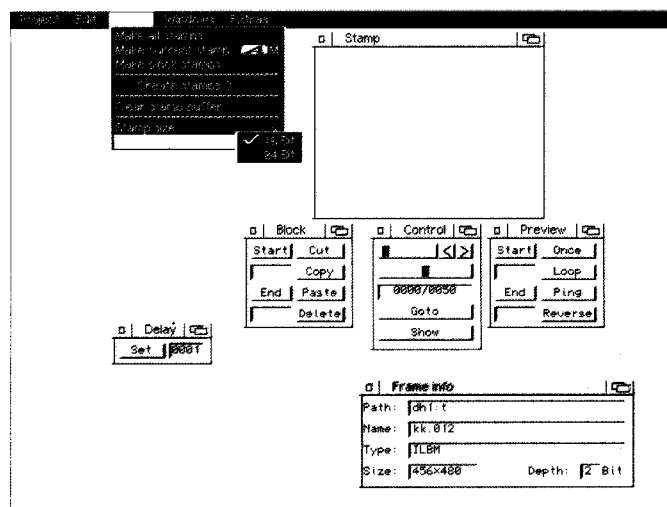 Project Edit Windows Extras
Make all stamps
Make current stamp M
Make block stamps
Create stamps ?
Clear stamp buffer
Stamp size
16 Bit
24 Bit
Stamp
Block
Start Cut
Copy
End Paste
Delete
Control
< >
0000/0050
Goto
Show
Preview
Start Once
Loop
End Ping
Reverse
Delay
Set 0001
Frame info
Path: dh1:t
Name: kk.012
Type: ILBM
Size: 456×480 Depth: 2 Bit